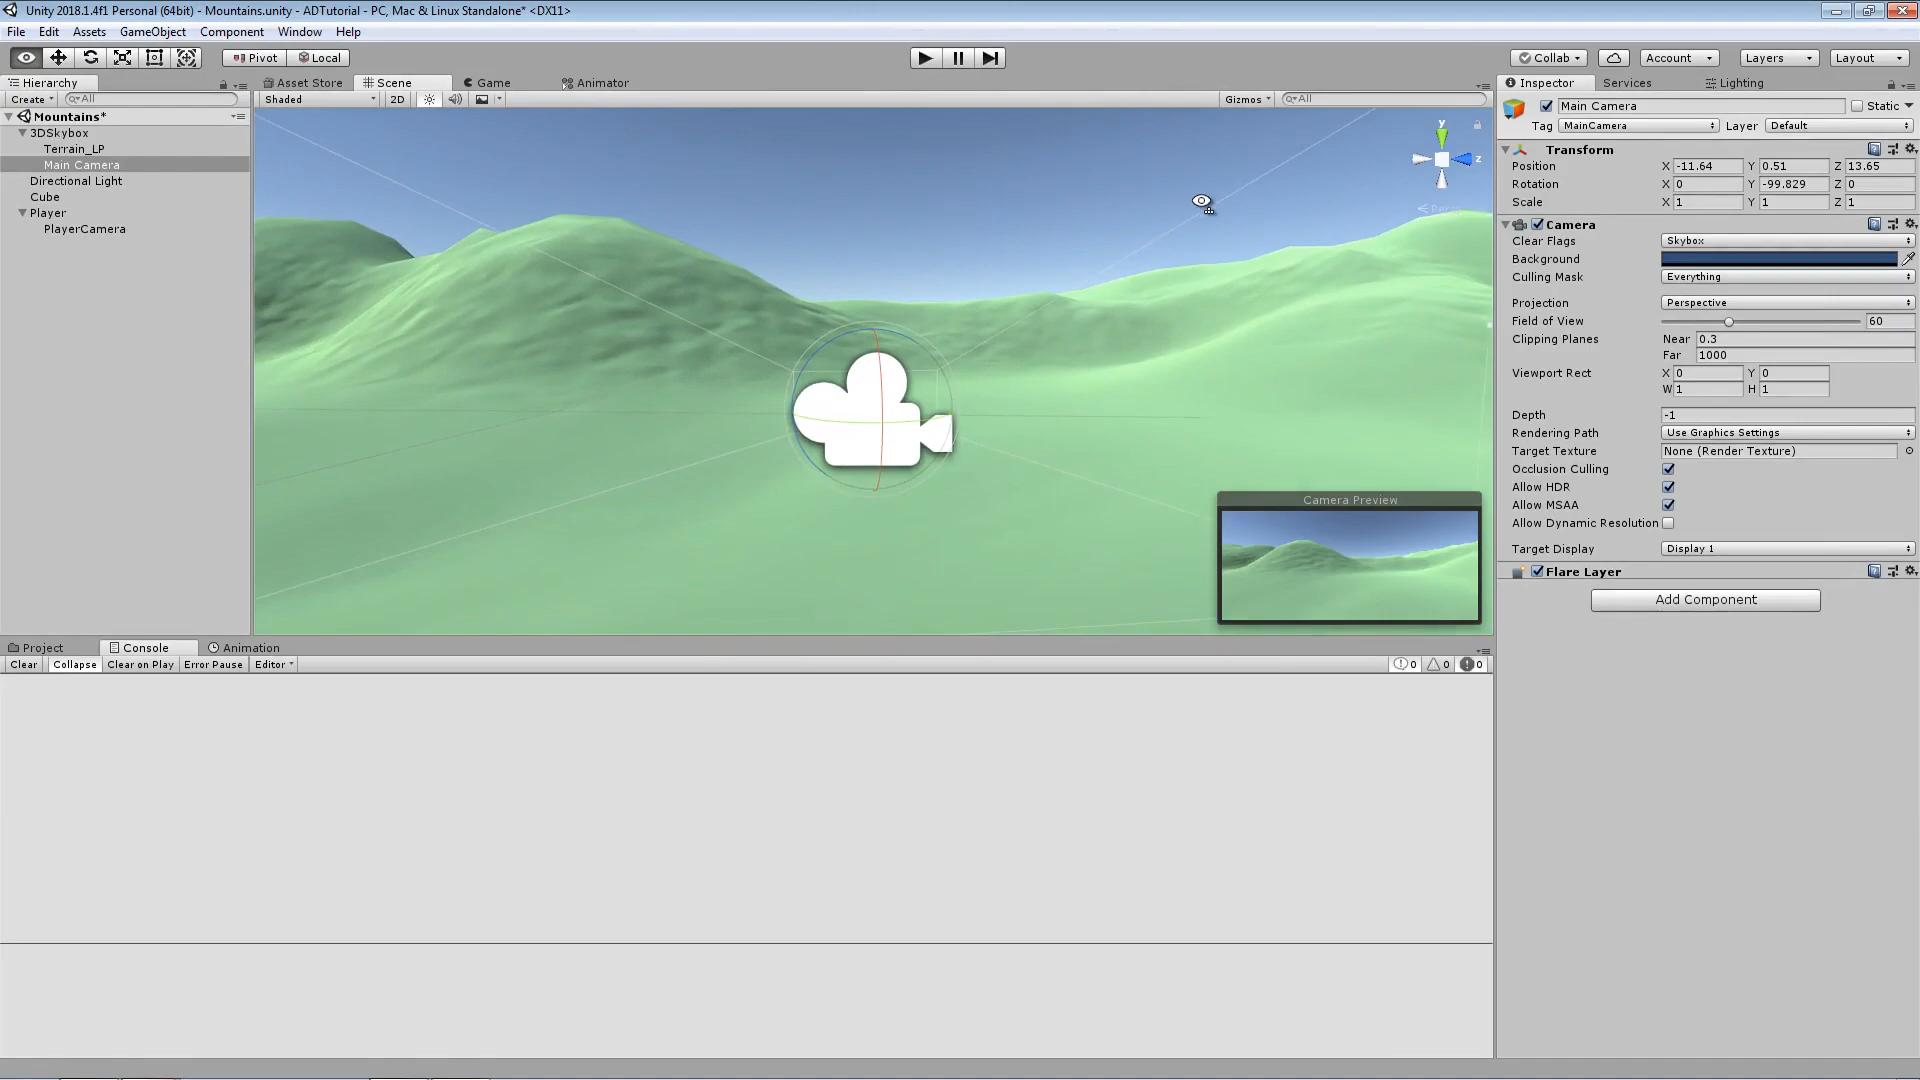 Unity 2018.1.4f1 Personal (64bit) - Mountains.unity - ADTutorial - PC, Mac & Linux Standalone* <DX11>
File Edit Assets GameObject Component Window Help
Pivot Local Collab Account Layers Layout
Hierarchy Asset Store Scene Game Animator Inspector Services Lighting
Create All Shaded 2D Gizmos All
Mountains*
3DSkybox
Terrain_LP
Main Camera
Directional Light
Cube
Player
PlayerCamera
y
z
Persp
Camera Preview
Main Camera Static
Tag MainCamera Layer Default
Transform
Position X -11.64 Y 0.51 Z 13.65
Rotation X 0 Y -99.829 Z 0
Scale X 1 Y 1 Z 1
Camera
Clear Flags Skybox
Background
Culling Mask Everything
Projection Perspective
Field of View 60
Clipping Planes Near 0.3
Far 1000
Viewport Rect X 0 Y 0
W 1 H 1
Depth -1
Rendering Path Use Graphics Settings
Target Texture None (Render Texture)
Occlusion Culling
Allow HDR
Allow MSAA
Allow Dynamic Resolution
Target Display Display 1
Flare Layer
Add Component
Project Console Animation
Clear Collapse Clear on Play Error Pause Editor 0 0 0